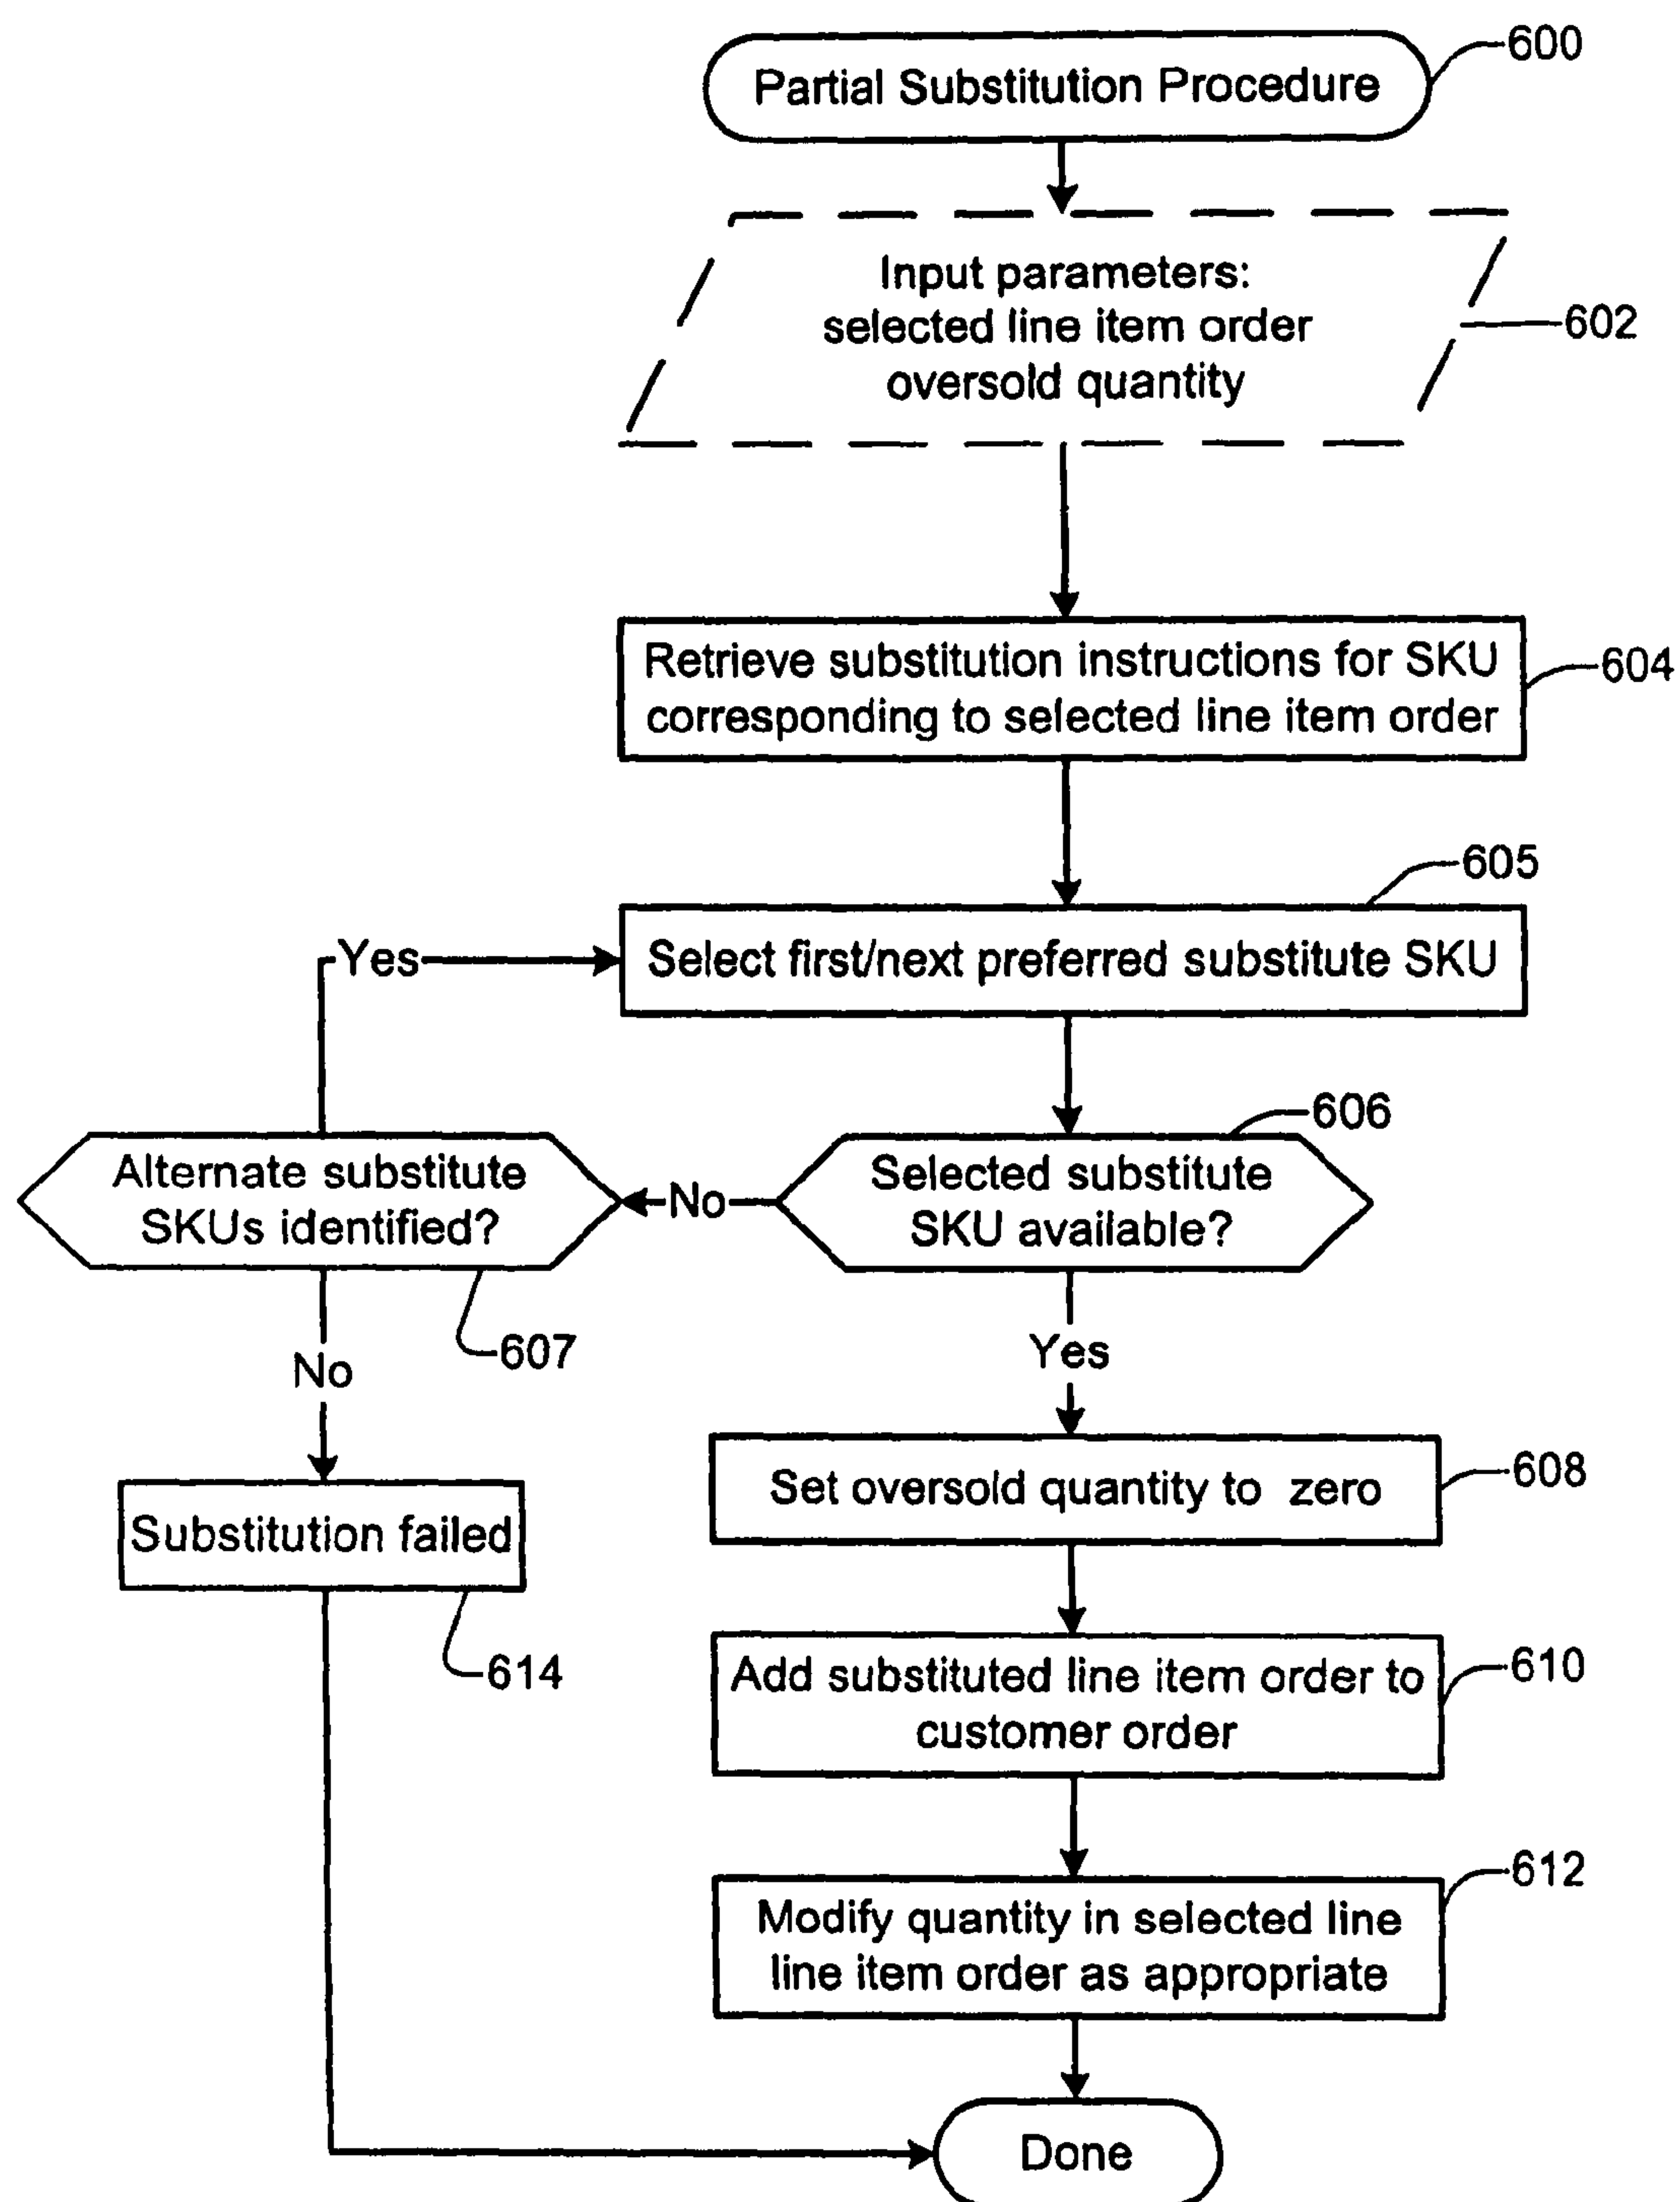 Partial Substitution Procedure
600
Input parameters:
selected line item order
oversold quantity
602
Retrieve substitution instructions for SKU
corresponding to selected line item order
604
605
Yes
Select first/next preferred substitute SKU
606
Alternate substitute
SKUs identified?
No
Selected substitute
SKU available?
607
No
Yes
Set oversold quantity to zero
608
Substitution failed
614
Add substituted line item order to
customer order
610
612
Modify quantity in selected line
line item order as appropriate
Done